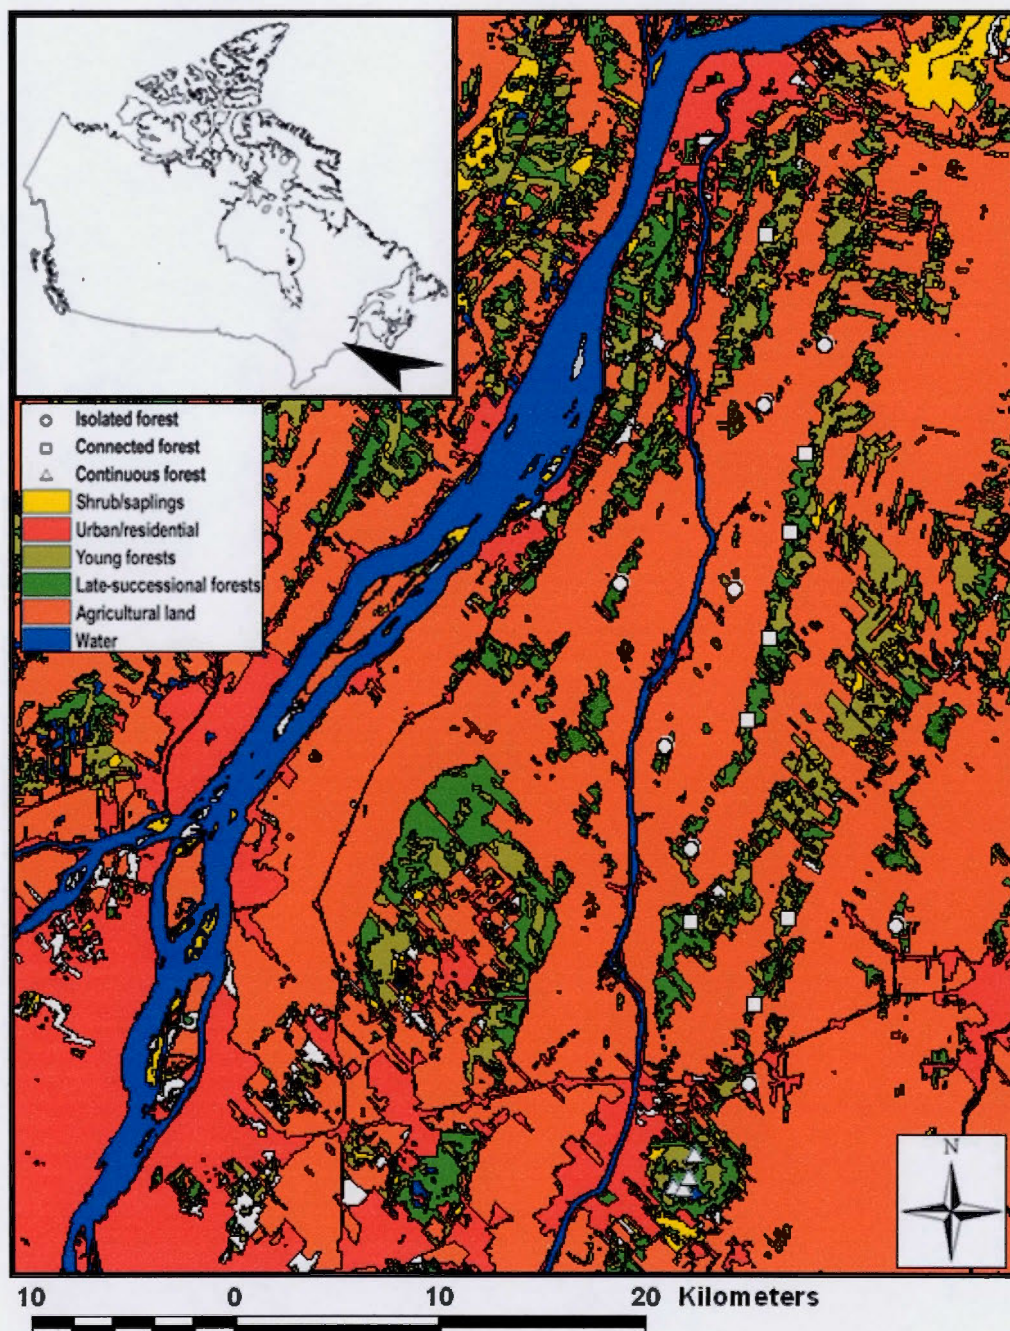 Isolated forest
Connected forest
Continuous forest
Shrub/saplings
Urban/residential
Young forests
Late-successional forests
Agricultural land
Water
N
10 0 10 20 Kilometers